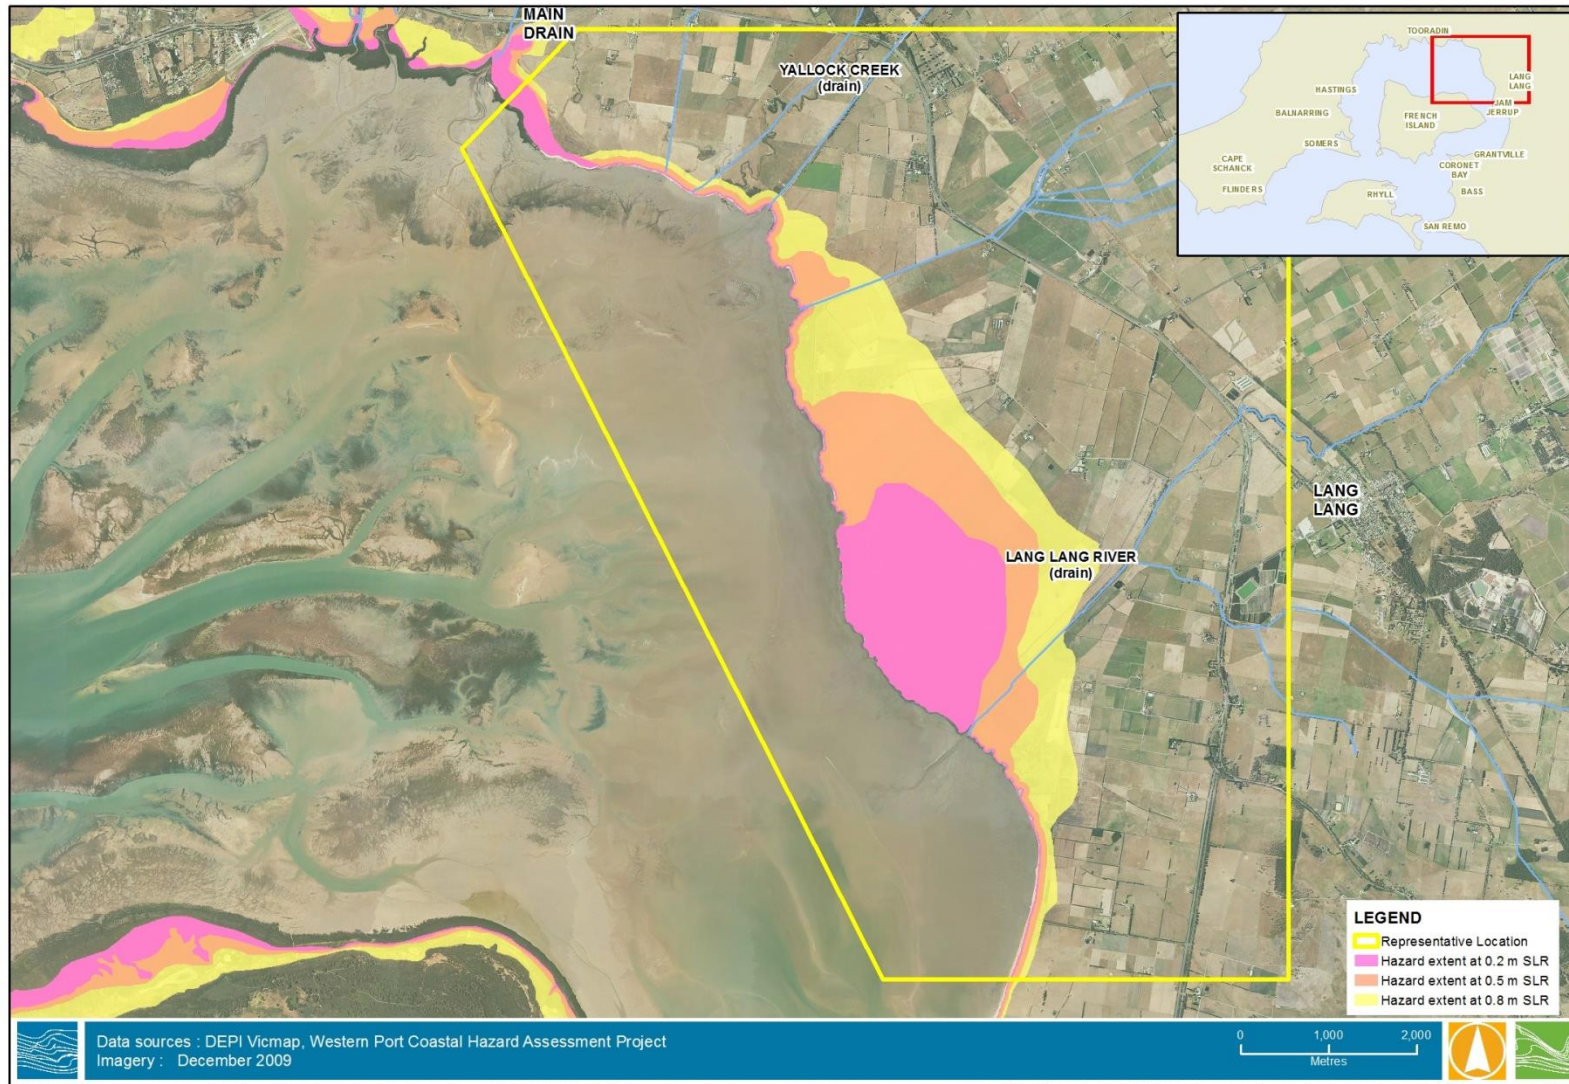 MAIN
DRAIN
YALLOCK CREEK
(drain)
TOORADIN
LANG
LANG
HASTINGS
JAM
JERRUP
BALNARRING
FRENCH
ISLAND
SOMERS
GRANTVILLE
CORONET
BAY
CAPE
SCHANCK
FLINDERS
RHYLL
BASS
SAN REMO
LANG
LANG
LANG LANG RIVER
(drain)
LEGEND
Representative Location
Hazard extent at 0.2 m SLR
Hazard extent at 0.5 m SLR
Hazard extent at 0.8 m SLR
Data sources : DEPI Vicmap, Western Port Coastal Hazard Assessment Project
Imagery : December 2009
0 1,000 2,000
Metres